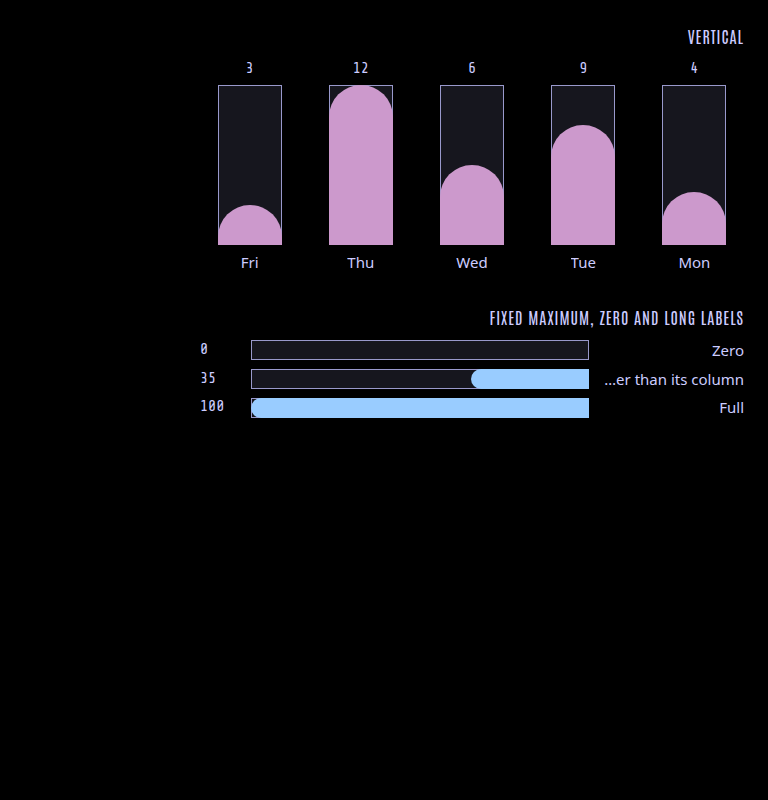 VERTICAL
3 12 6 9 4
Fri Thu Wed Tue Mon
FIXED MAXIMUM, ZERO AND LONG LABELS
0 Zero
35 ...er than its column
100 Full